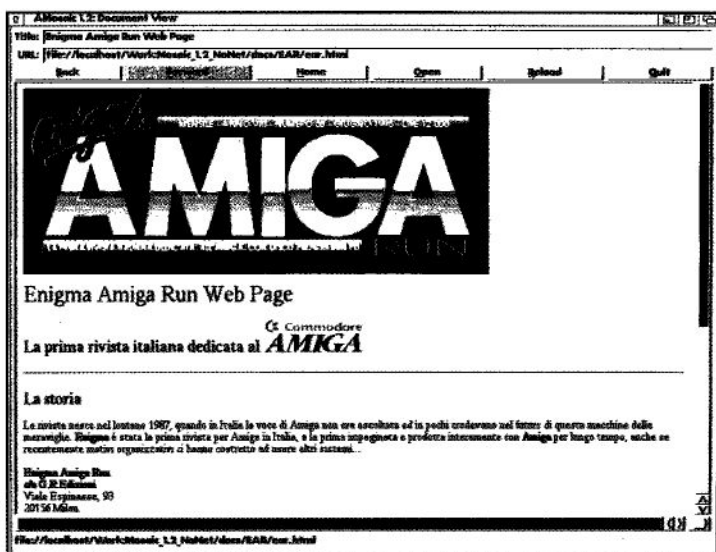 AMosaic 1.2: Document View
Title: Enigma Amiga Run Web Page
URL: file://localhost/Work:Mosaic_1.2_NoNet/docs/EAR/ear.html
Back Forward Home Open Reload Quit
Enigma
AMIGA
RUN
Enigma Amiga Run Web Page
Commodore
La prima rivista italiana dedicata al AMIGA
La storia
La rivista nasce nel lontano 1987, quando in Italia la voce di Amiga non era ascoltata ed in pochi credevano nel futuro di questa macchina delle
meraviglie. Enigma è stata la prima rivista per Amiga in Italia, e la prima impaginata e prodotta interamente con Amiga per lungo tempo, anche se
recentemente motivi organizzativi ci hanno costretto ad usare altri sistemi...
Enigma Amiga Run
c/o G.R. Edizioni
Viale Espinasse, 93
20156 Milan
file://localhost/Work:Mosaic_1.2_NoNet/docs/EAR/ear.html